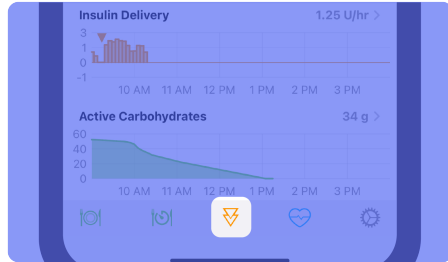 Insulin Delivery 1.25 U/hr >
3
1
0
-1
10 AM 11 AM 12 PM 1 PM 2 PM 3 PM
Active Carbohydrates 34 g >
60
40
20
0
10 AM 11 AM 12 PM 1 PM 2 PM 3 PM